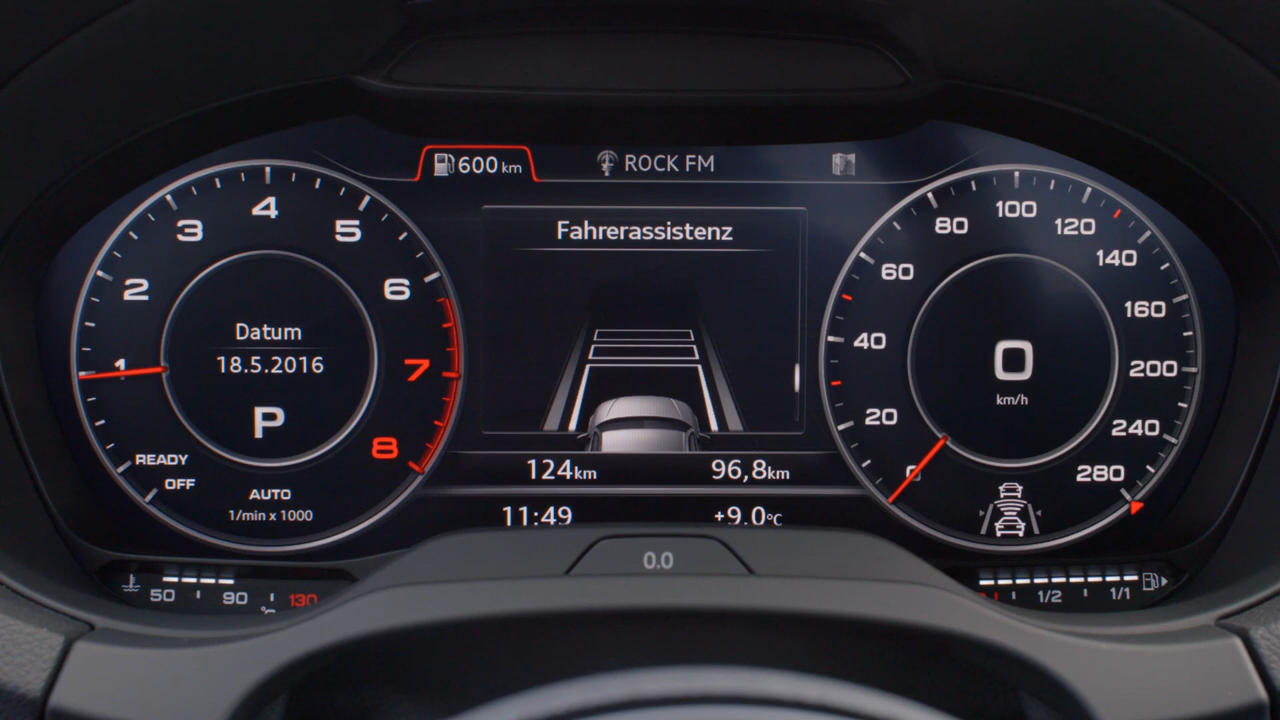 600 km
ROCK FM
Fahrerassistenz
1
2
3
4
5
6
7
8
READY
OFF
Datum
18.5.2016
P
AUTO
1/min x 1000
124km
96,8km
11:49
+9.0°C
0
20
40
60
80
100
120
140
160
200
240
280
0
km/h
0.0
50
90
130
°C
1/2
1/1